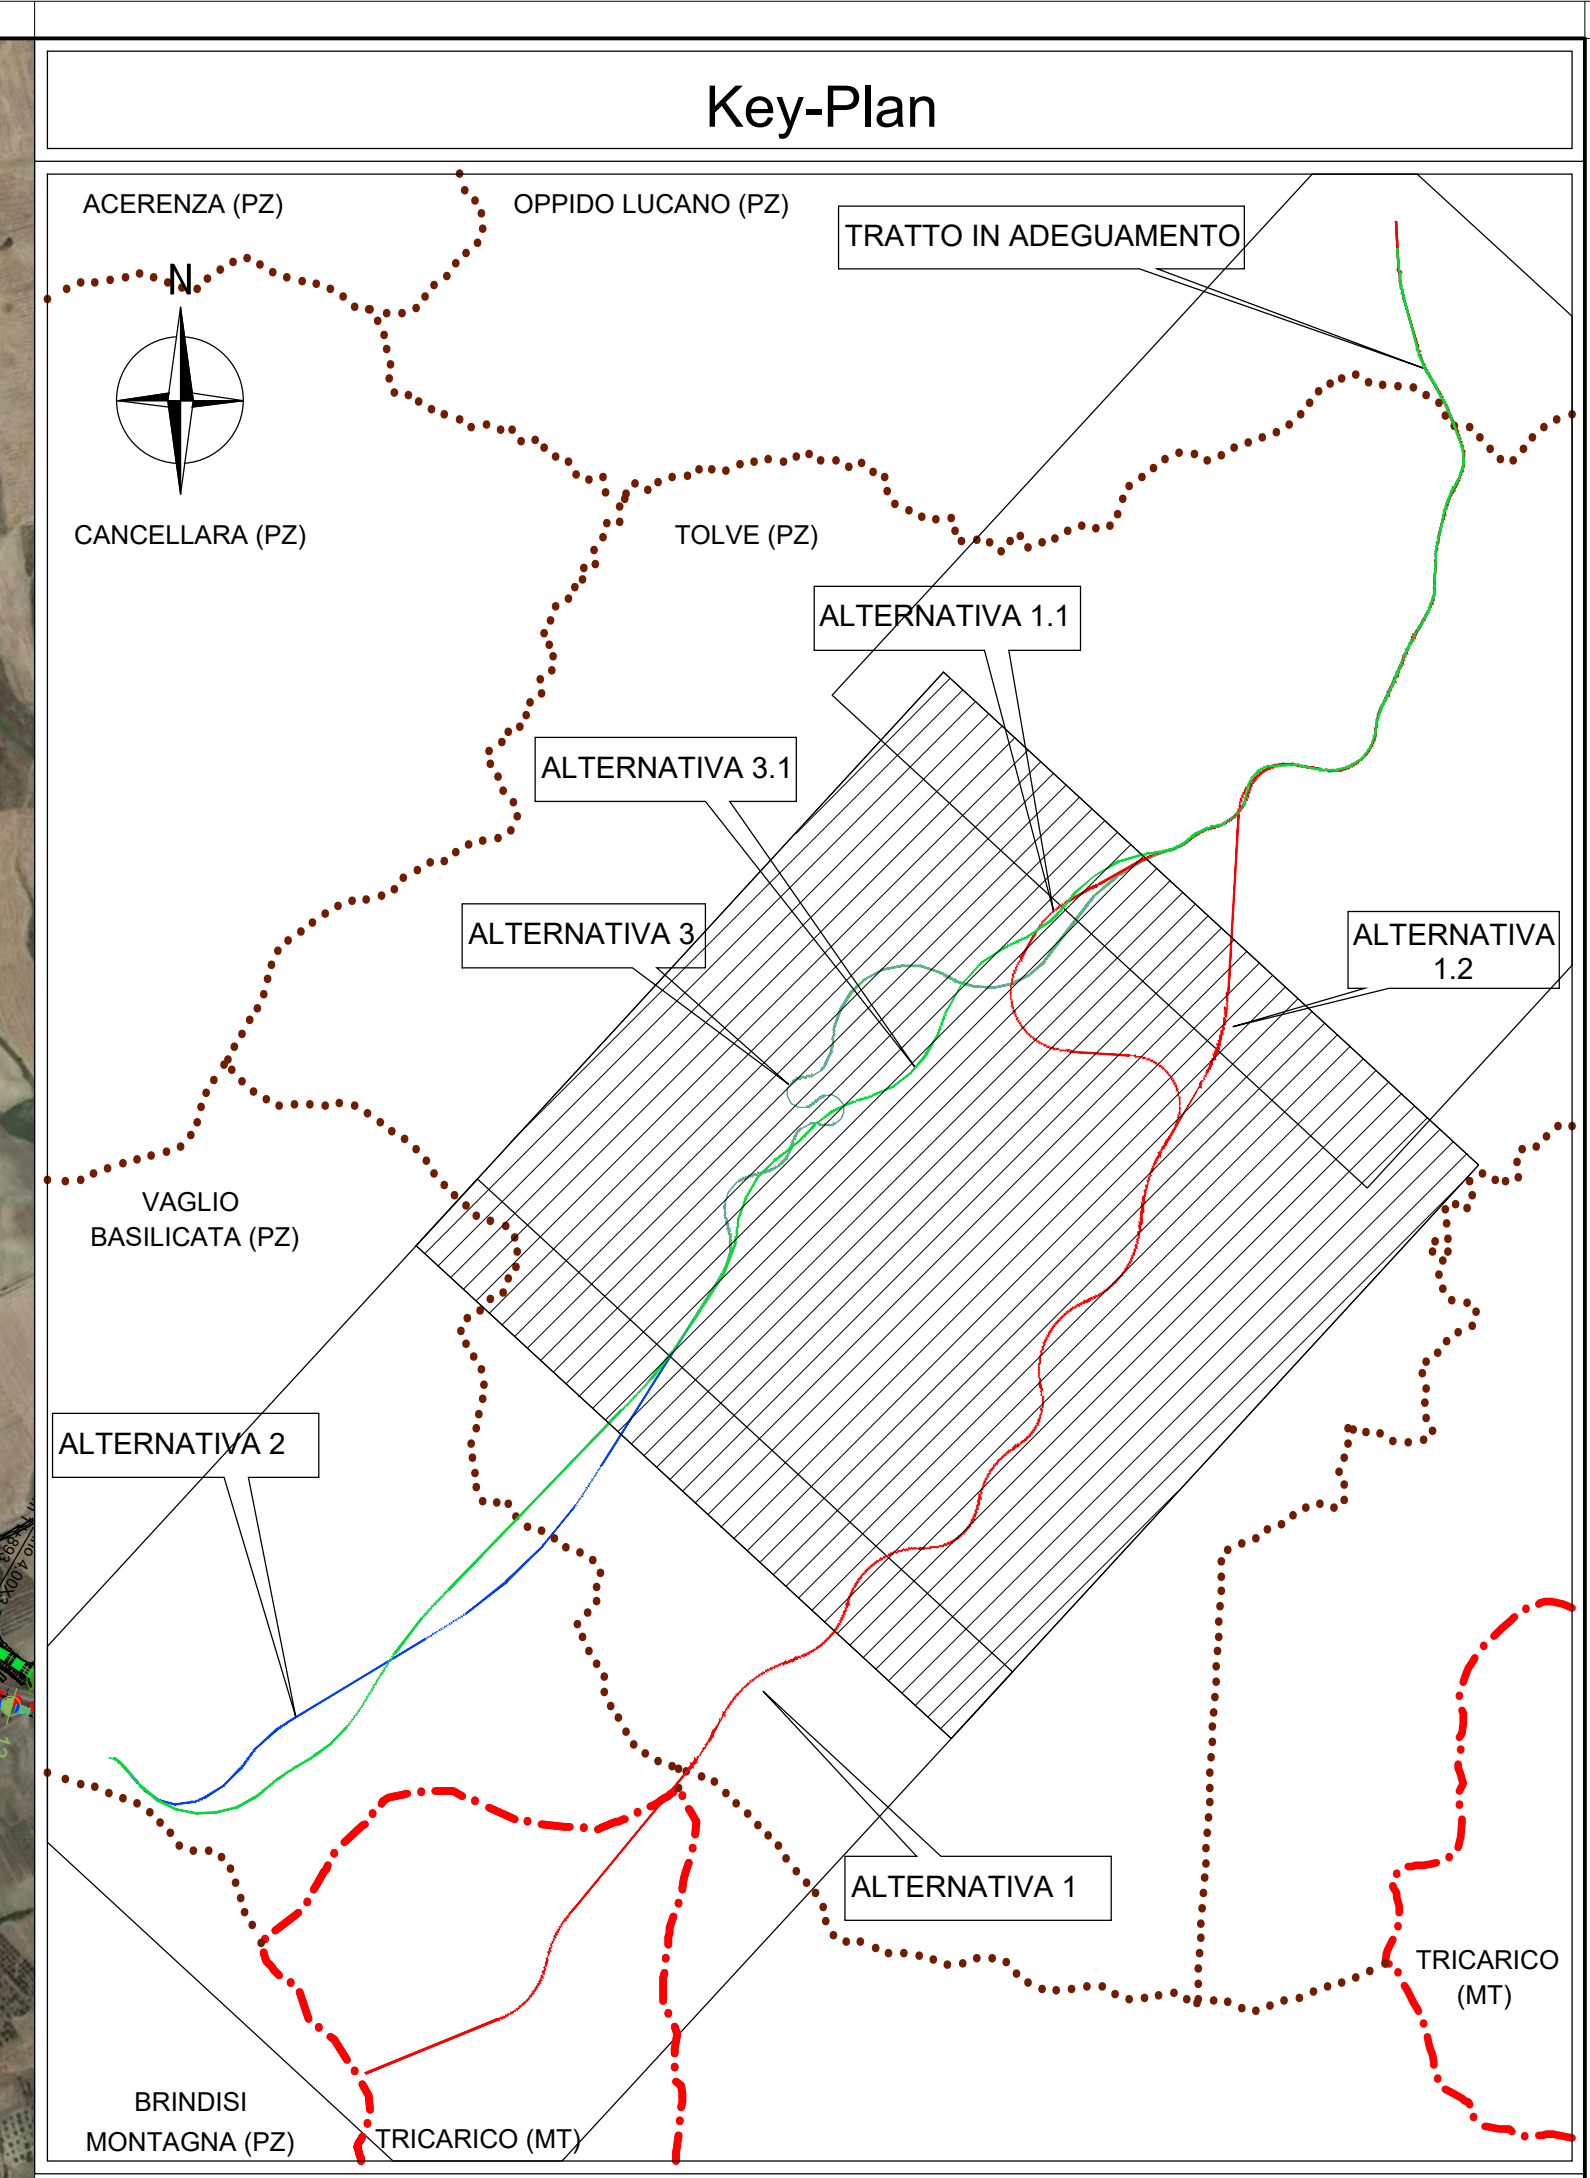 Key-Plan
ACERENZA (PZ)
OPPIDO LUCANO (PZ)
TRATTO IN ADEGUAMENTO
N
CANCELLARA (PZ)
TOLVE (PZ)
ALTERNATIVA 1.1
ALTERNATIVA 3.1
ALTERNATIVA 3
ALTERNATIVA
1.2
VAGLIO
BASILICATA (PZ)
ALTERNATIVA 2
ALTERNATIVA 1
TRICARICO
(MT)
BRINDISI
MONTAGNA (PZ)
TRICARICO (MT)